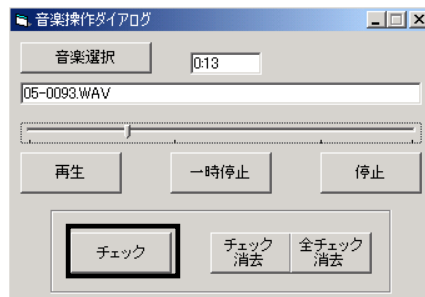 音楽操作ダイアログ
音楽選択
0:13
05-0093.WAV
再生
一時停止
停止
チェック
チェック
消去
全チェック
消去